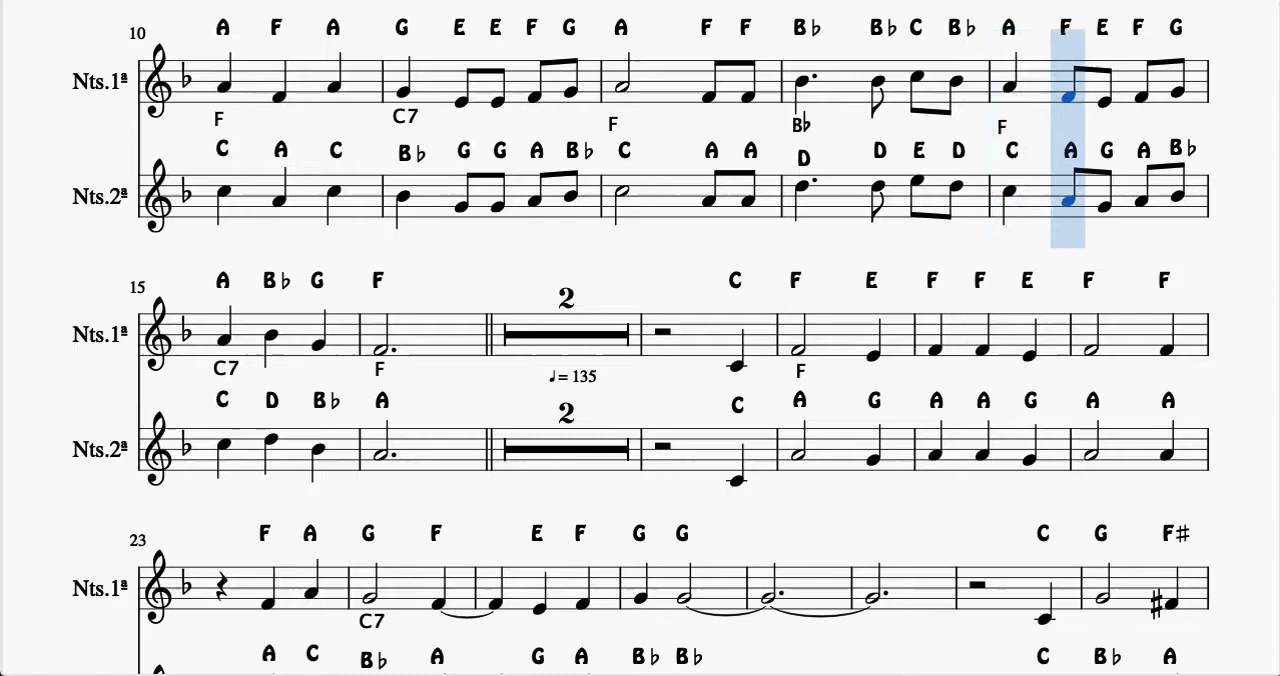 A F A G E E F G A F F B♭ B♭ C B♭ A F E F G
10
Nts.1ª
F C7 F B♭ F
C A C B♭ G G A B♭ C A A D D E D C A G A B♭
Nts.2ª
A B♭ G F C F E F F E F F
15
2
Nts.1ª
C7 F ♩= 135 F
C D B♭ A 2 C A G A A G A A
Nts.2ª
F A G F E F G G C G F♯
23
Nts.1ª
C7
A C B♭ A G A B♭ B♭ C B♭ A